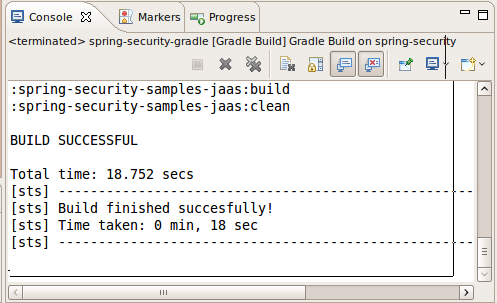 Console Markers Progress
<terminated> spring-security-gradle [Gradle Build] Gradle Build on spring-security
:spring-security-samples-jaas:build
:spring-security-samples-jaas:clean
BUILD SUCCESSFUL
Total time: 18.752 secs
[sts] -----------------------------------------------------
[sts] Build finished succesfully!
[sts] Time taken: 0 min, 18 sec
[sts] -----------------------------------------------------